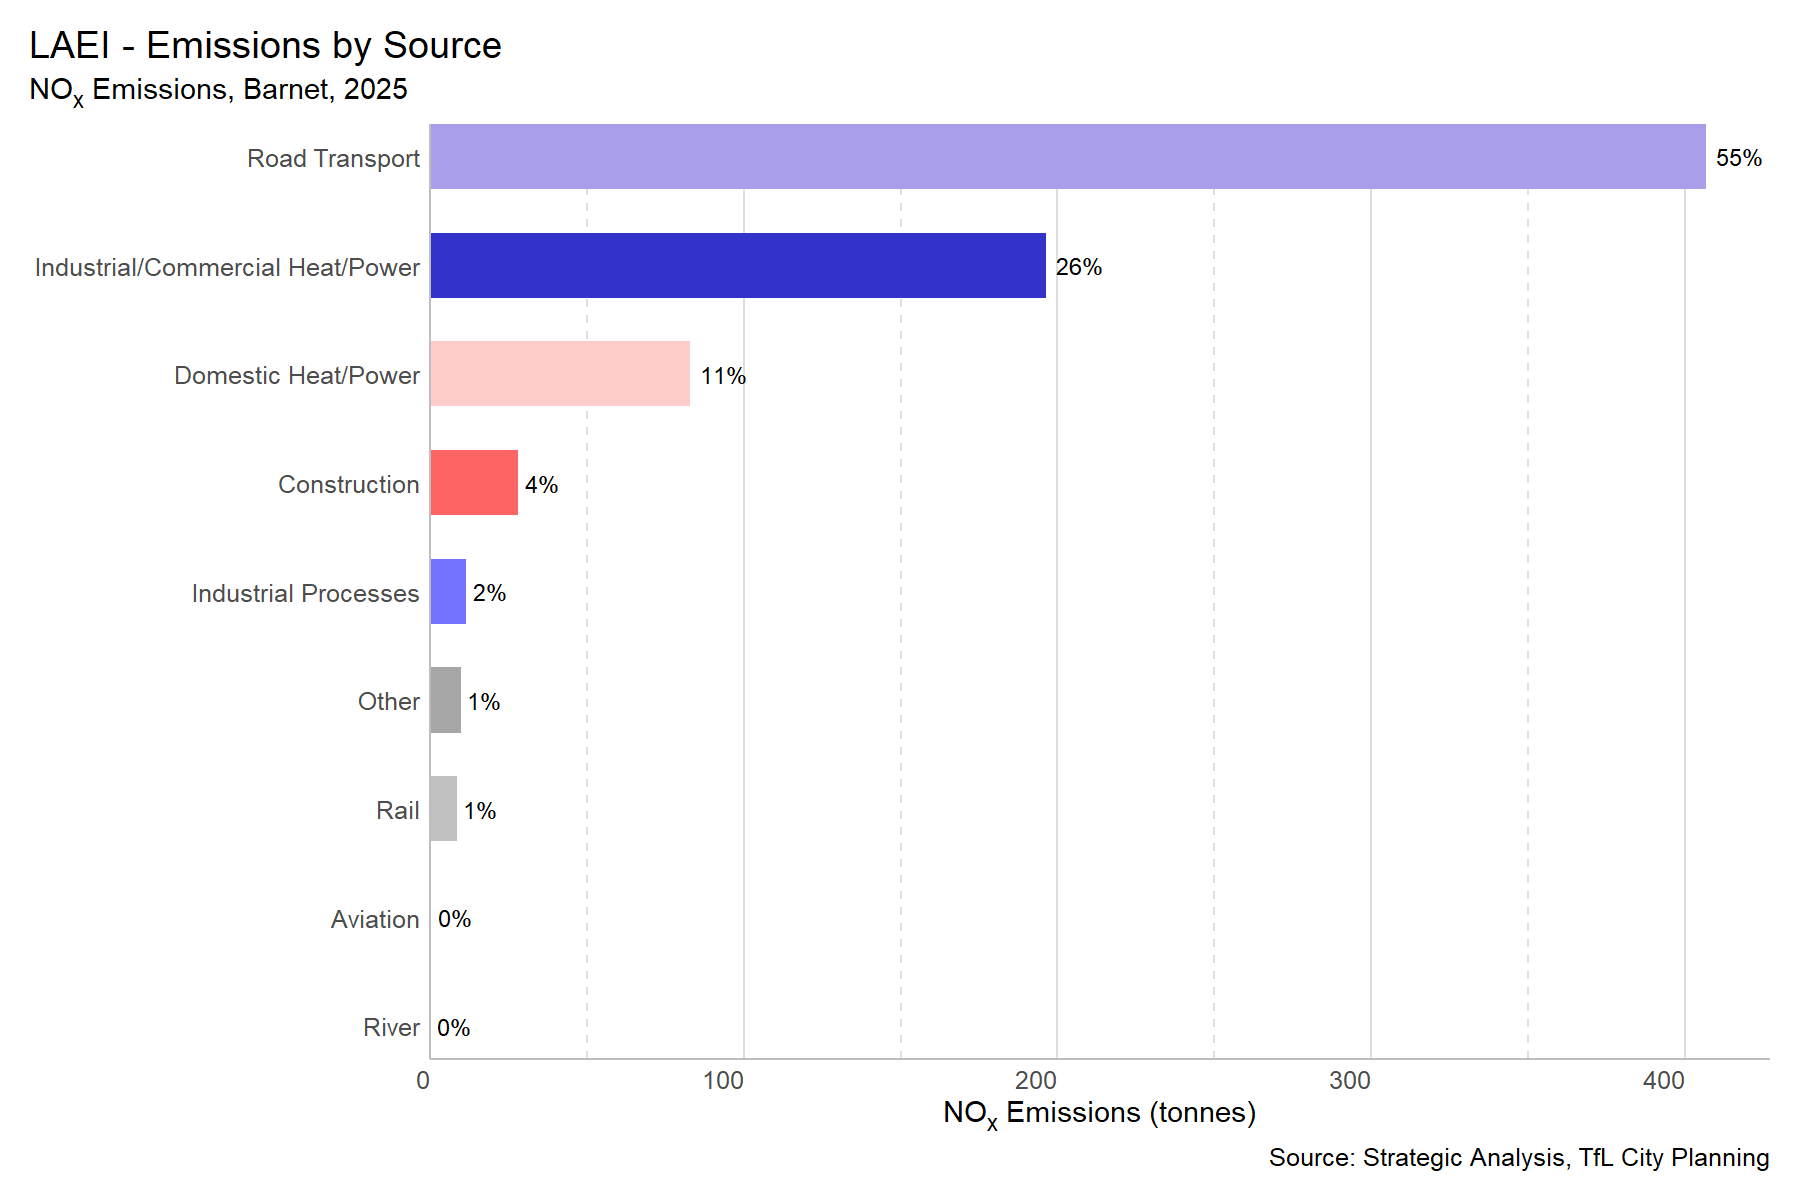 LAEI - Emissions by Source
NOx Emissions, Barnet, 2025
Road Transport 55%
Industrial/Commercial Heat/Power 26%
Domestic Heat/Power 11%
Construction 4%
Industrial Processes 2%
Other 1%
Rail 1%
Aviation 0%
River 0%
0 100 200 300 400
NOx Emissions (tonnes)
Source: Strategic Analysis, TfL City Planning